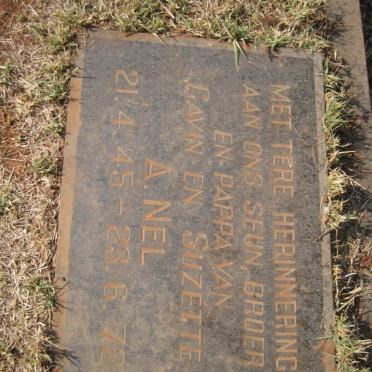 MET TERE HERINNERING
AAN ONS SEUN, BROER
EN PAPPA VAN
GAVIN EN SUZETTE
A. NEL
21.4.45 - 23.6.72